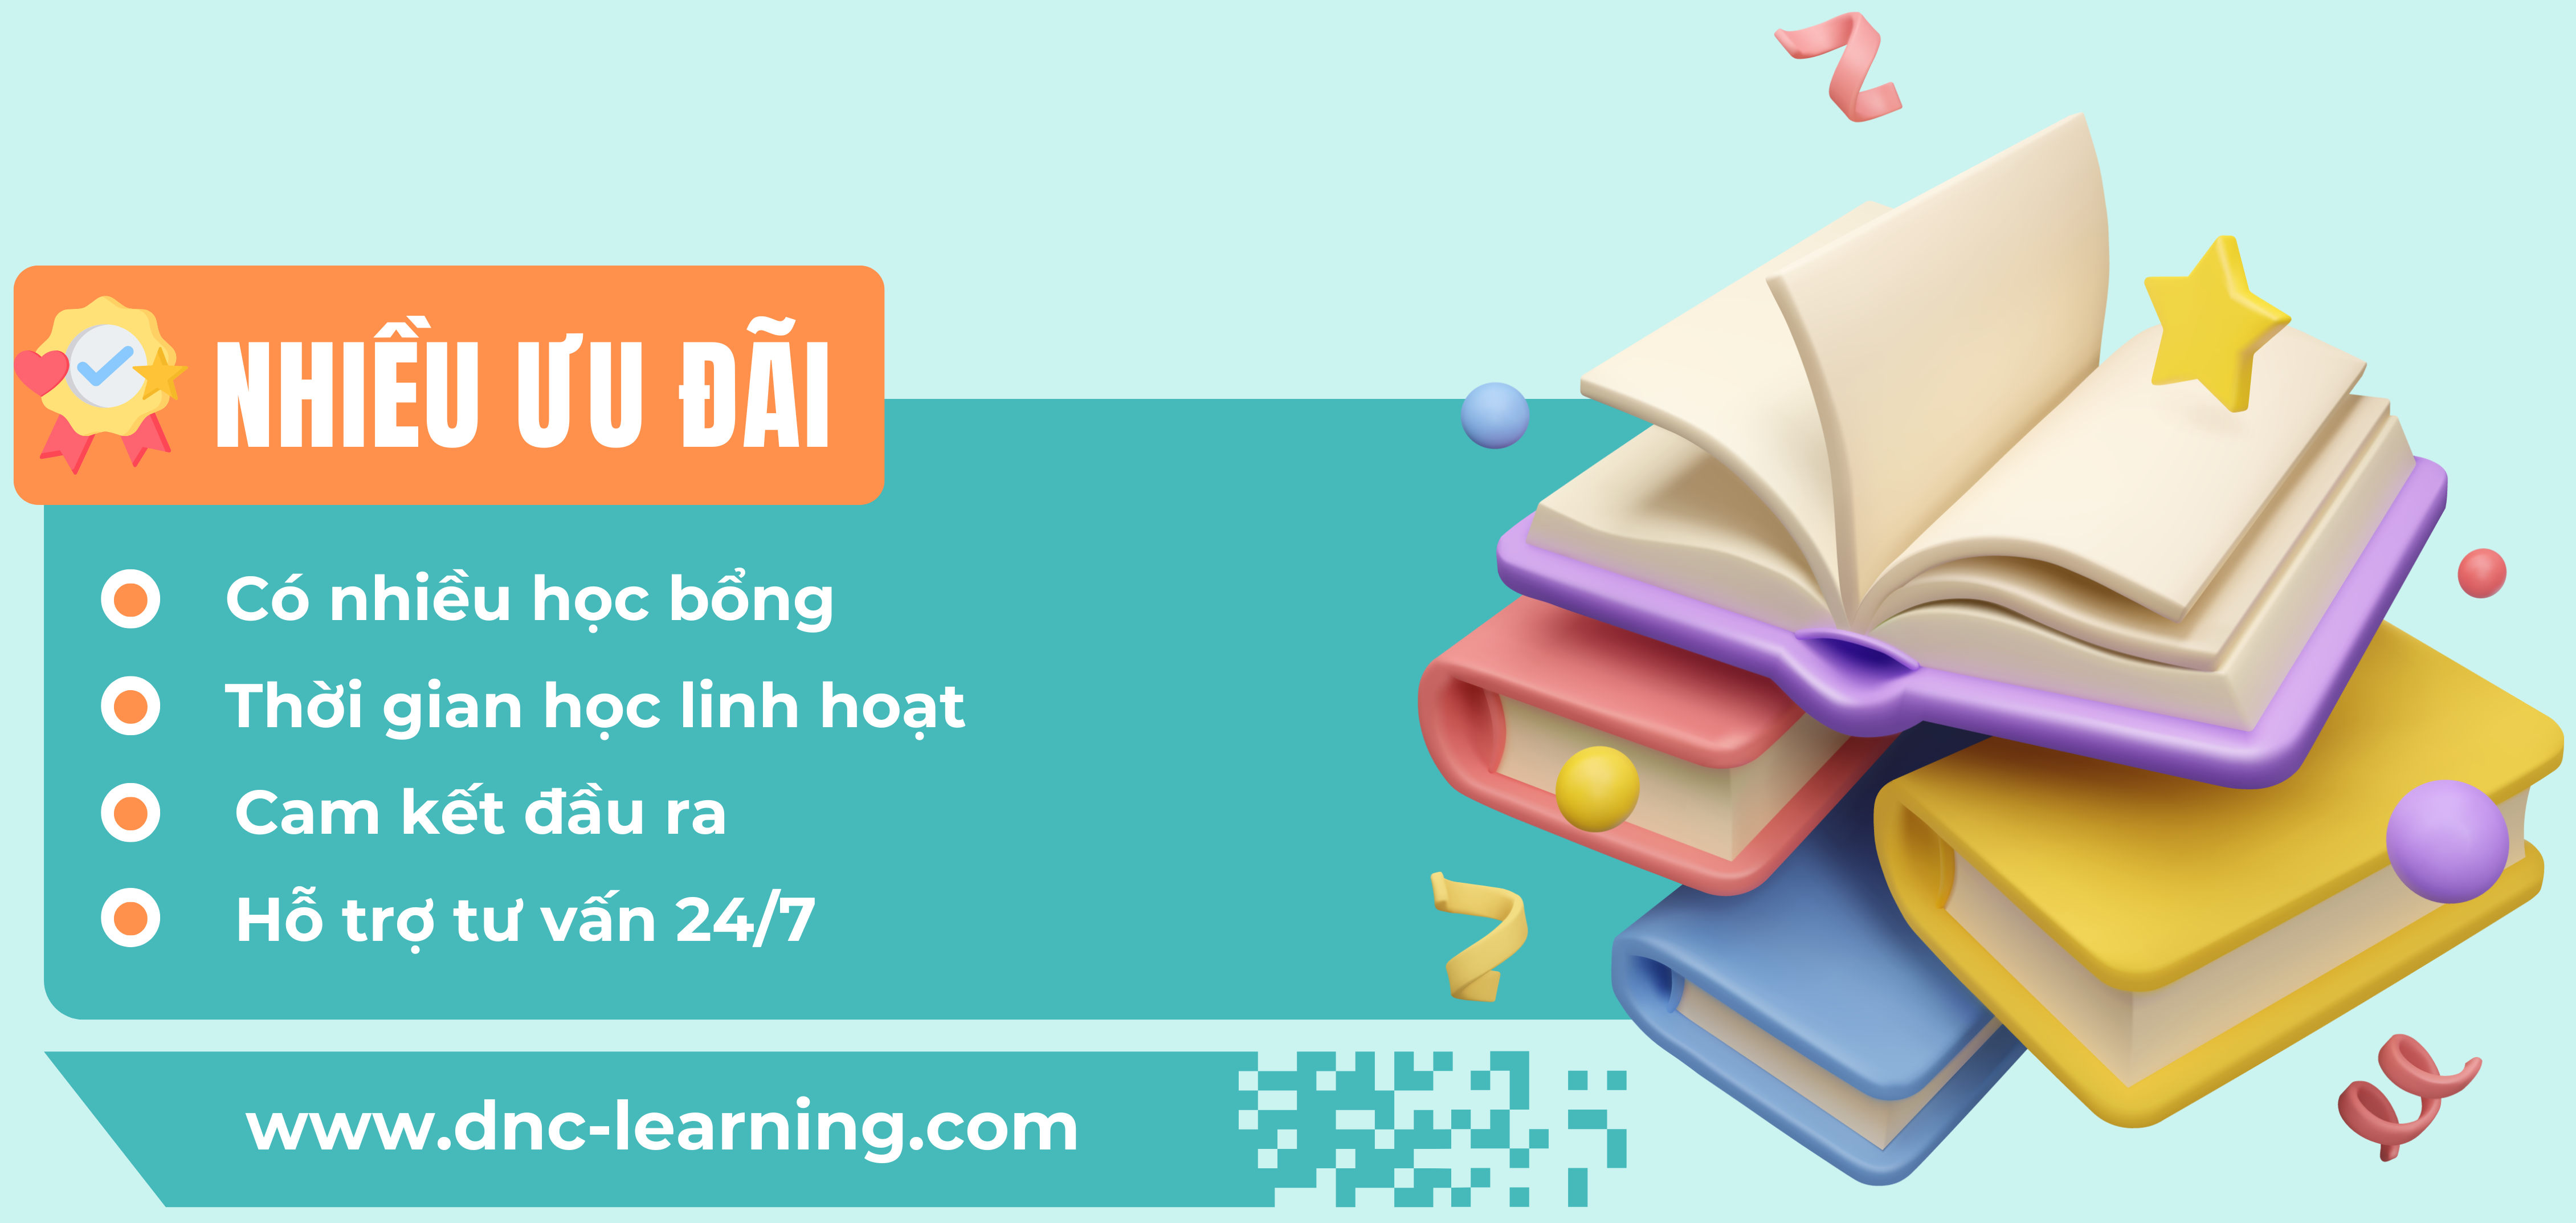 NHIỀU ƯU ĐÃI
Có nhiều học bổng
Thời gian học linh hoạt
Cam kết đầu ra
Hỗ trợ tư vấn 24/7
www.dnc-learning.com